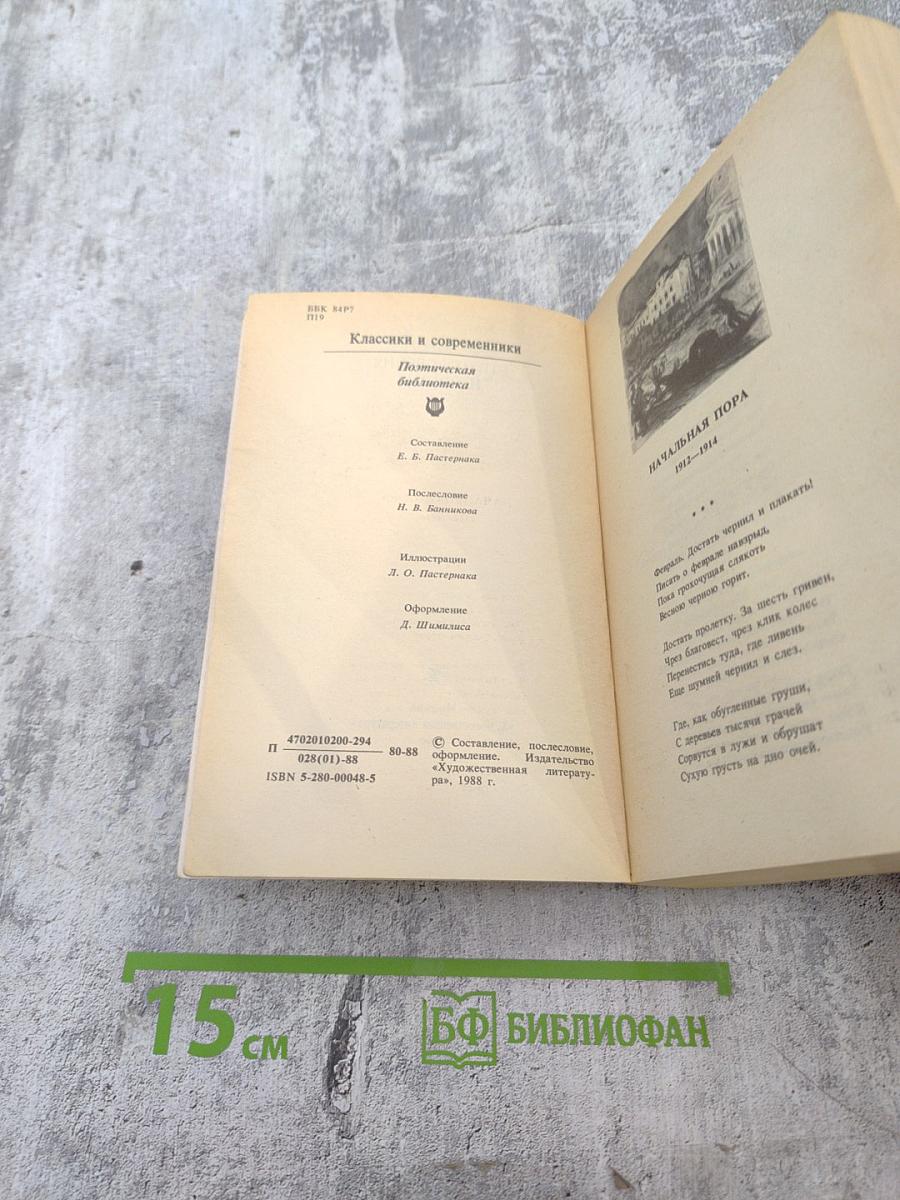 ББК 84Р7
П19
Классики и современники
Поэтическая
библиотека
Составление
Е. Б. Пастернака
Послесловие
Н. В. Банникова
Иллюстрации
Л. О. Пастернака
Оформление
Д. Шимилиса
П 4702010200-294 80-88
028(01)-88
ISBN 5-280-00048-5
© Составление, послесловие,
оформление. Издательство
«Художественная литерату-
ра», 1988 г.
НАЧАЛЬНАЯ ПОРА
1912—1914
* * *
Февраль. Достать чернил и плакать!
Писать о феврале навзрыд,
Пока грохочущая слякоть
Весною черною горит.
Достать пролетку. За шесть гривен,
Чрез благовест, чрез клик колес
Перенестись туда, где ливень
Еще шумней чернил и слез.
Где, как обугленные груши,
С деревьев тысячи грачей
Сорвутся в лужи и обрушат
Сухую грусть на дно очей.
15 см
БФ БИБЛИОФАН